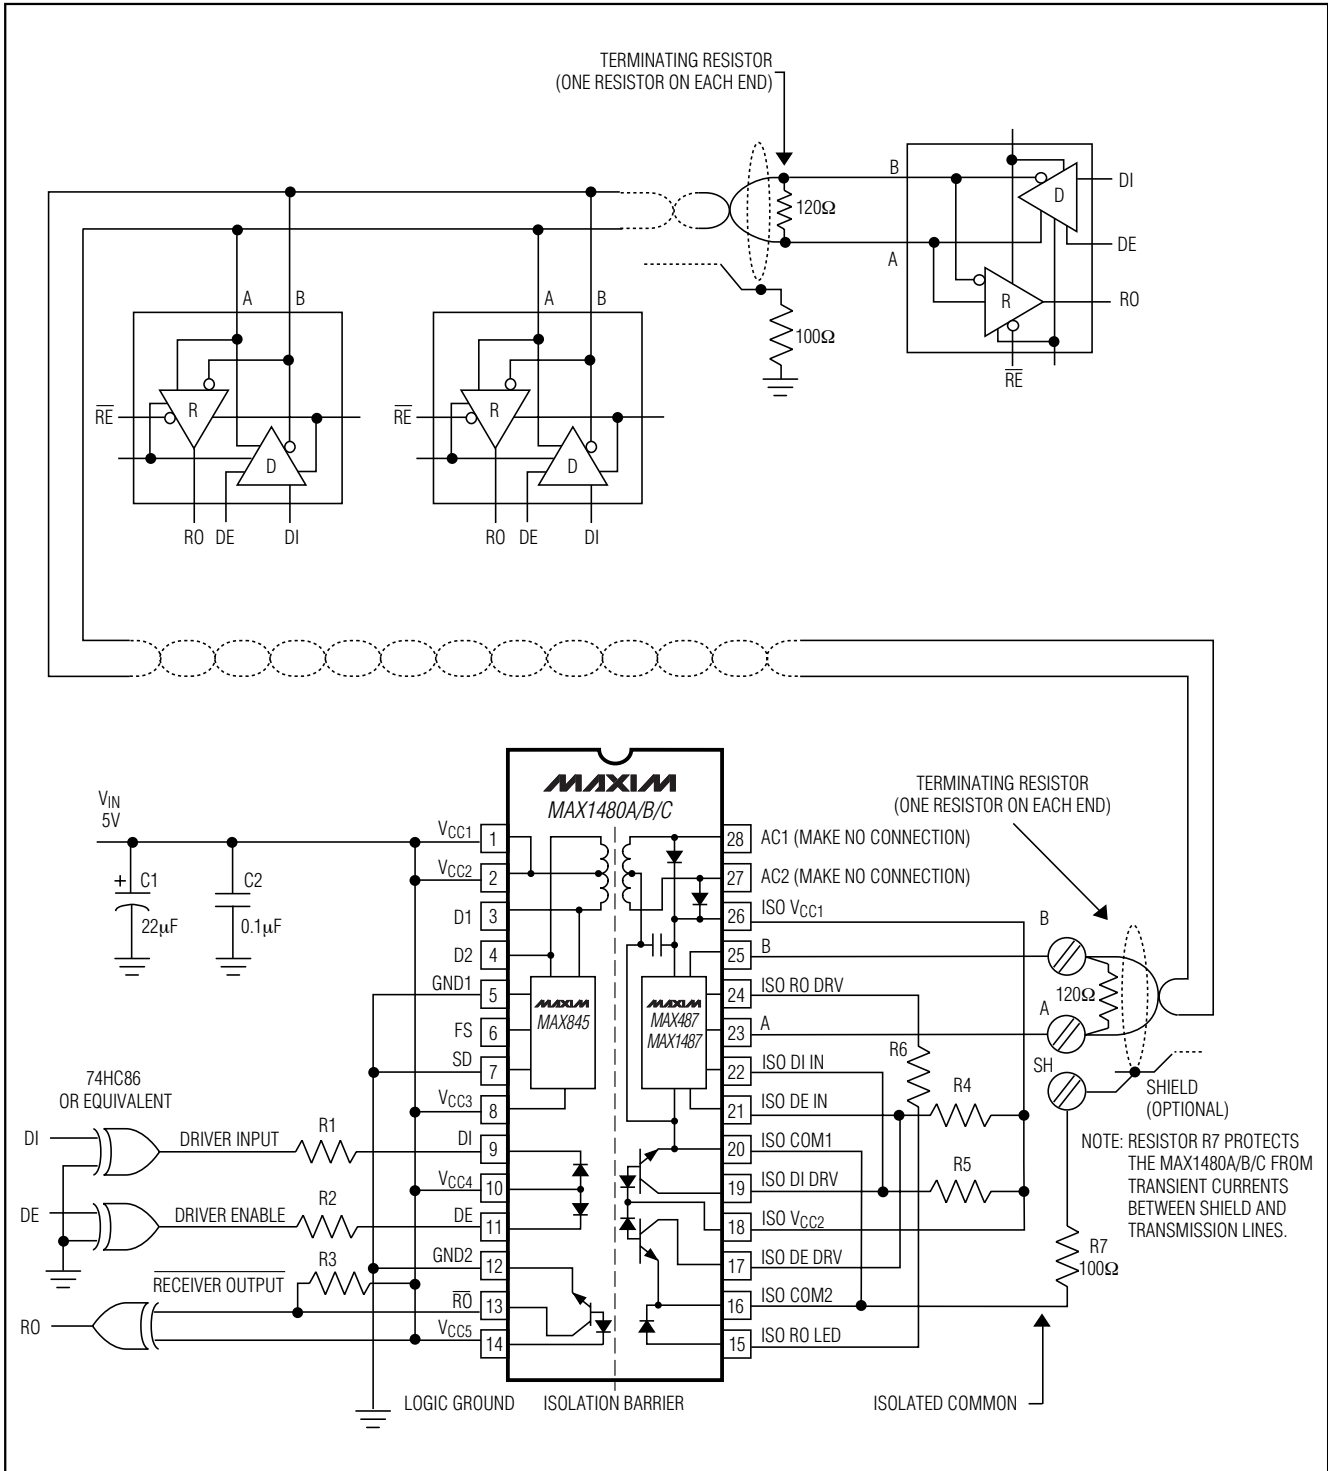 TERMINATING RESISTOR
(ONE RESISTOR ON EACH END)
B
DI
D
120Ω
DE
A
RO
R
A B
A B
100Ω
RE
RE
R
D
RE
R
D
RO DE DI
RO DE DI
MAXIM
MAX1480A/B/C
TERMINATING RESISTOR
(ONE RESISTOR ON EACH END)
VIN
5V
+ C1
22µF
C2
0.1µF
VCC1 1
VCC2 2
D1 3
D2 4
GND1 5
FS 6
SD 7
VCC3 8
DI 9
VCC4 10
DE 11
GND2 12
RO 13
VCC5 14
MAXIM
MAX845
MAXIM
MAX487
MAX1487
28 AC1 (MAKE NO CONNECTION)
27 AC2 (MAKE NO CONNECTION)
26 ISO VCC1
25 B
24 ISO RO DRV
23 A
22 ISO DI IN
21 ISO DE IN
20 ISO COM1
19 ISO DI DRV
18 ISO VCC2
17 ISO DE DRV
16 ISO COM2
15 ISO RO LED
B
120Ω
A
SH
R6
R4
R5
SHIELD
(OPTIONAL)
NOTE: RESISTOR R7 PROTECTS
THE MAX1480A/B/C FROM
TRANSIENT CURRENTS
BETWEEN SHIELD AND
TRANSMISSION LINES.
R7
100Ω
74HC86
OR EQUIVALENT
DI
DRIVER INPUT
R1
DE
DRIVER ENABLE
R2
R3
RECEIVER OUTPUT
RO
LOGIC GROUND
ISOLATION BARRIER
ISOLATED COMMON